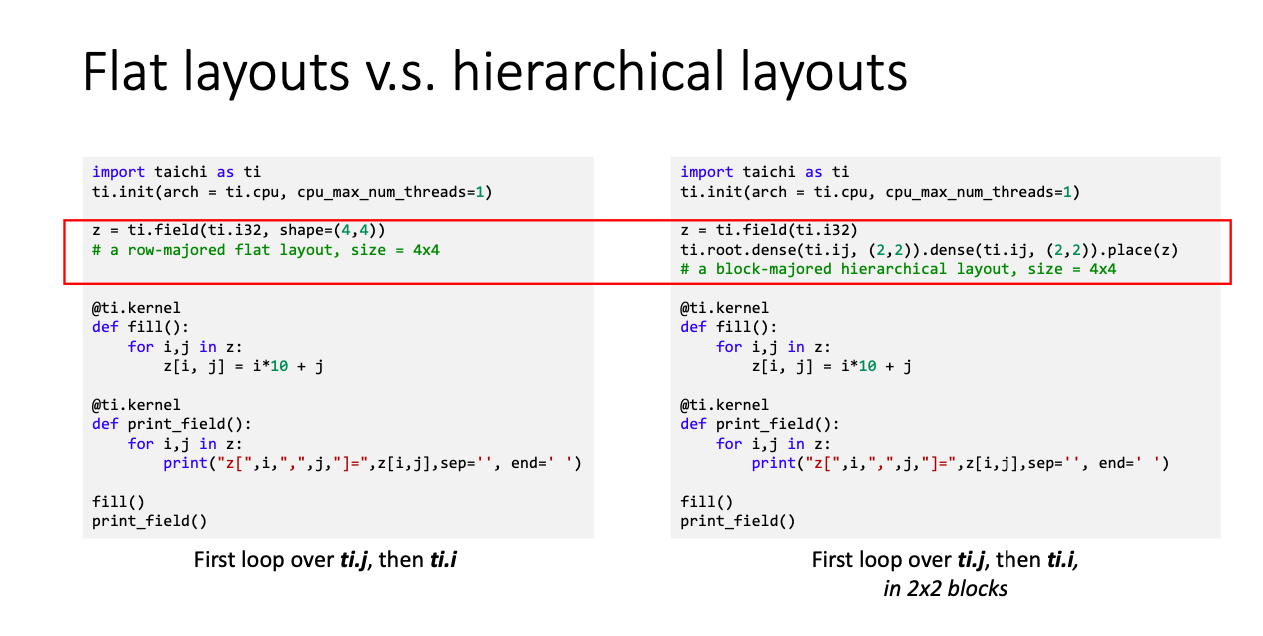 Flat layouts v.s. hierarchical layouts
import taichi as ti
ti.init(arch = ti.cpu, cpu_max_num_threads=1)
z = ti.field(ti.i32, shape=(4,4))
# a row-majored flat layout, size = 4x4
@ti.kernel
def fill():
    for i,j in z:
        z[i, j] = i*10 + j
@ti.kernel
def print_field():
    for i,j in z:
        print("z[",i,",",j,"]=",z[i,j],sep='', end=' ')
fill()
print_field()
First loop over ti.j, then ti.i
import taichi as ti
ti.init(arch = ti.cpu, cpu_max_num_threads=1)
z = ti.field(ti.i32)
ti.root.dense(ti.ij, (2,2)).dense(ti.ij, (2,2)).place(z)
# a block-majored hierarchical layout, size = 4x4
@ti.kernel
def fill():
    for i,j in z:
        z[i, j] = i*10 + j
@ti.kernel
def print_field():
    for i,j in z:
        print("z[",i,",",j,"]=",z[i,j],sep='', end=' ')
fill()
print_field()
First loop over ti.j, then ti.i,
in 2x2 blocks